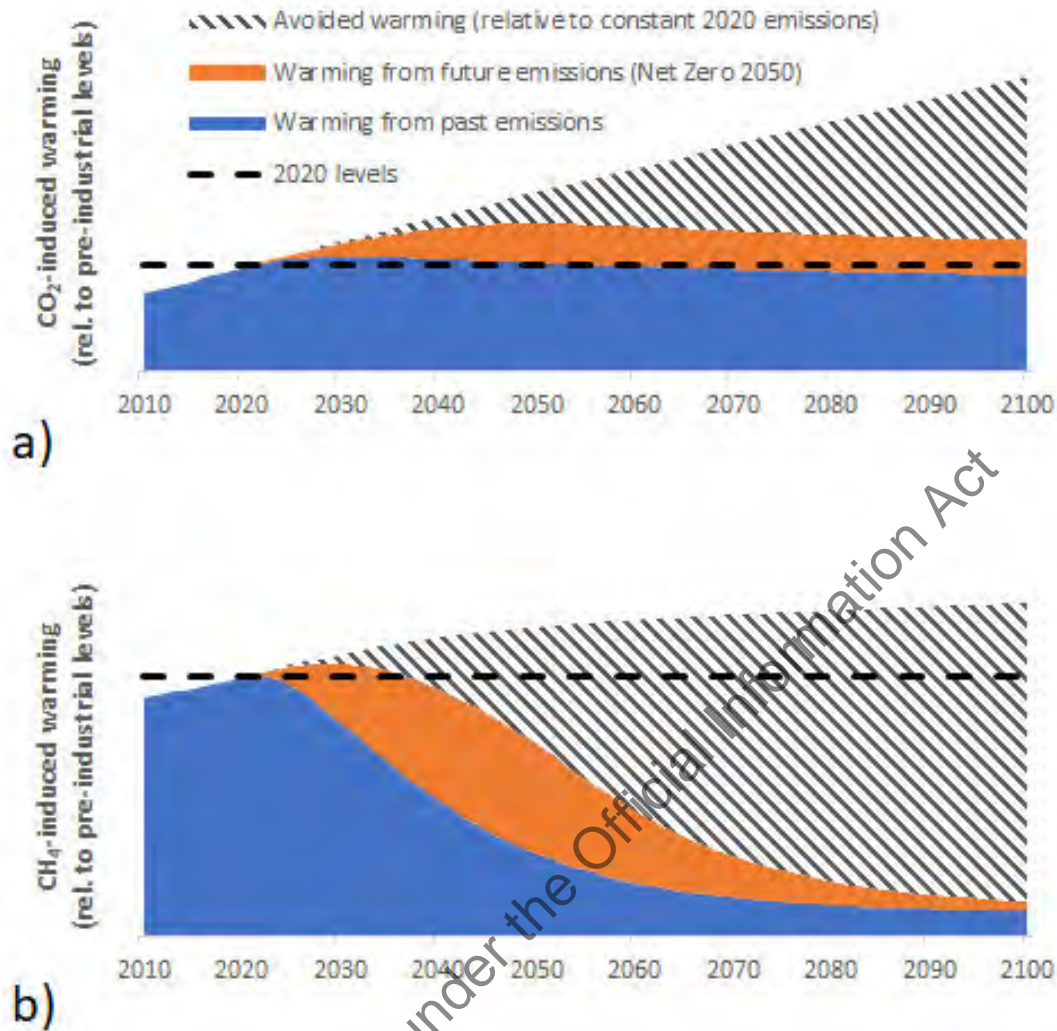 Avoided warming (relative to constant 2020 emissions)
Warming from future emissions (Net Zero 2050)
Warming from past emissions
2020 levels
CO₂-induced warming
(rel. to pre-industrial levels)
2010 2020 2030 2040 2050 2060 2070 2080 2090 2100
a)
CH₄-induced warming
(rel. to pre-industrial levels)
2010 2020 2030 2040 2050 2060 2070 2080 2090 2100
b)
under the Official Information Act